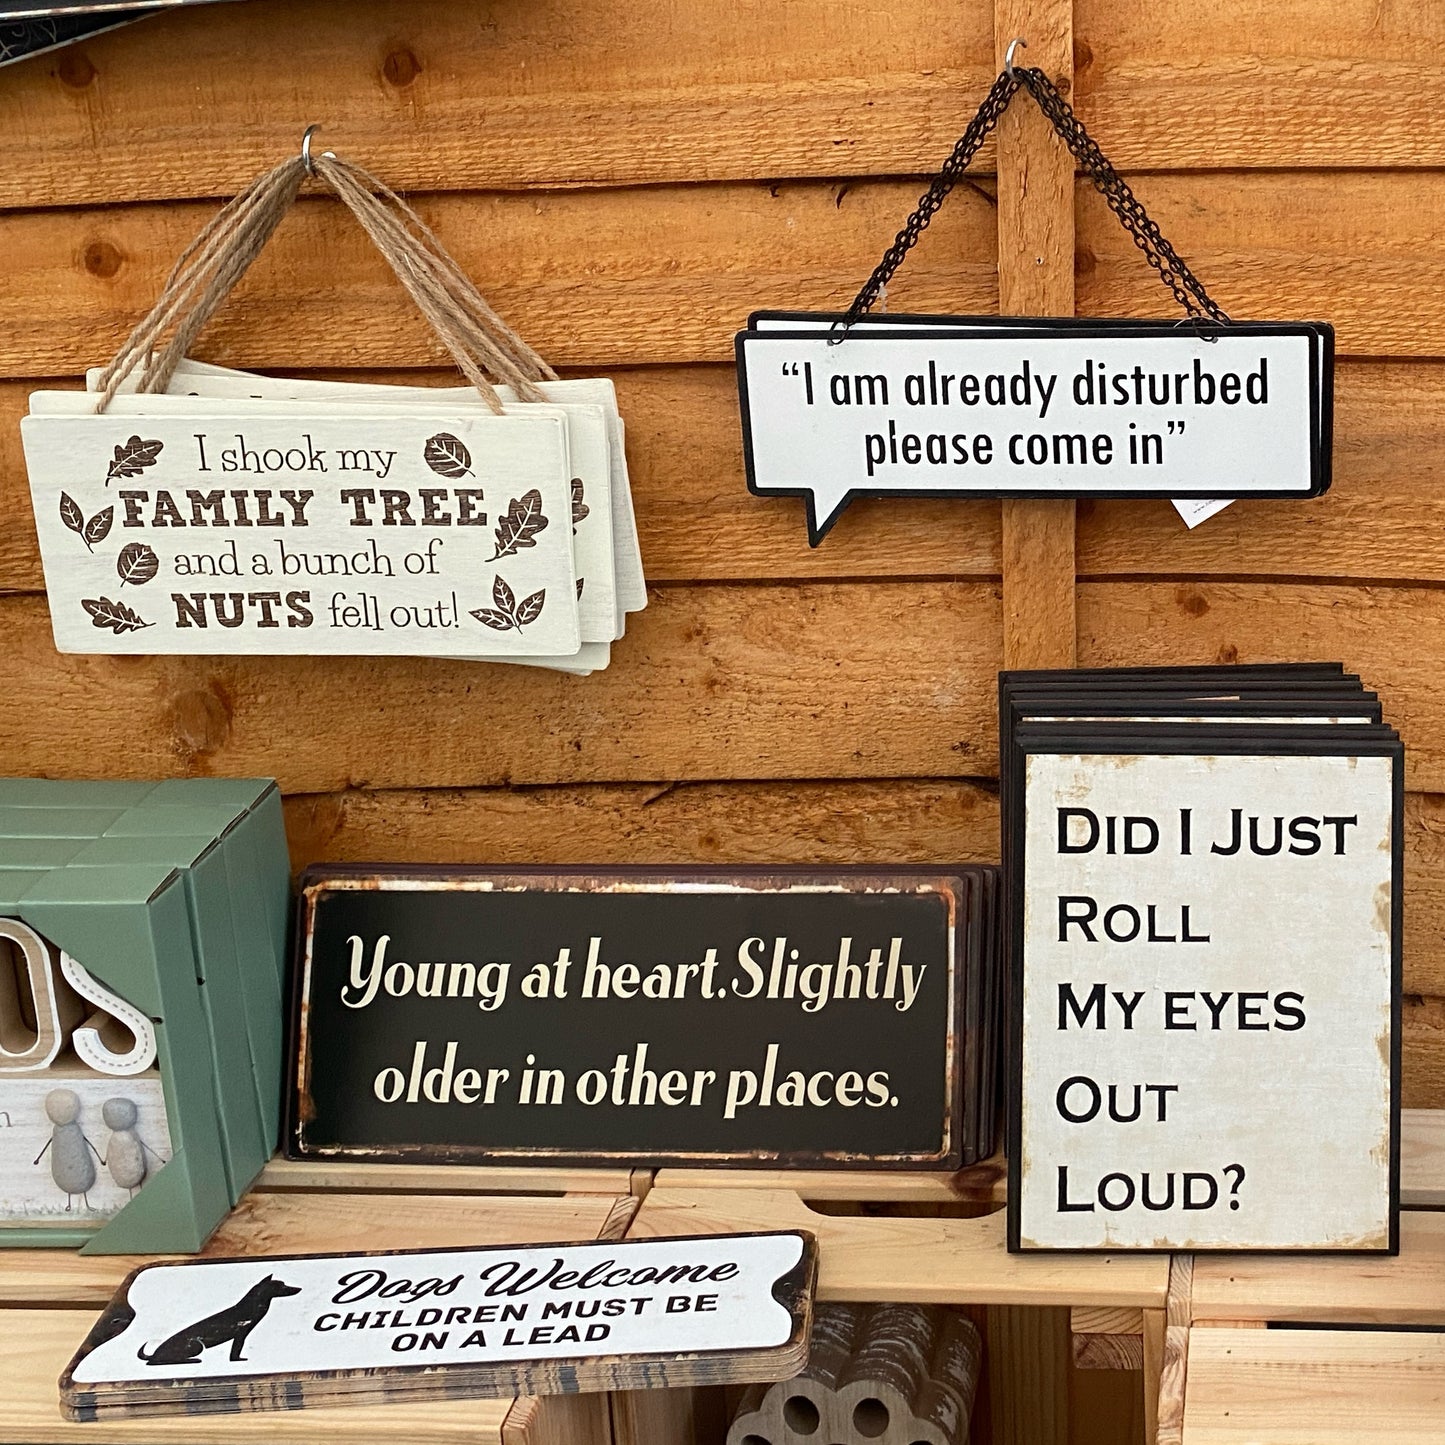 I shook my
FAMILY TREE
and a bunch of
NUTS fell out!
“I am already disturbed
please come in”
Young at heart. Slightly
older in other places.
DID I JUST
ROLL
MY EYES
OUT
LOUD?
Dogs Welcome
CHILDREN MUST BE
ON A LEAD